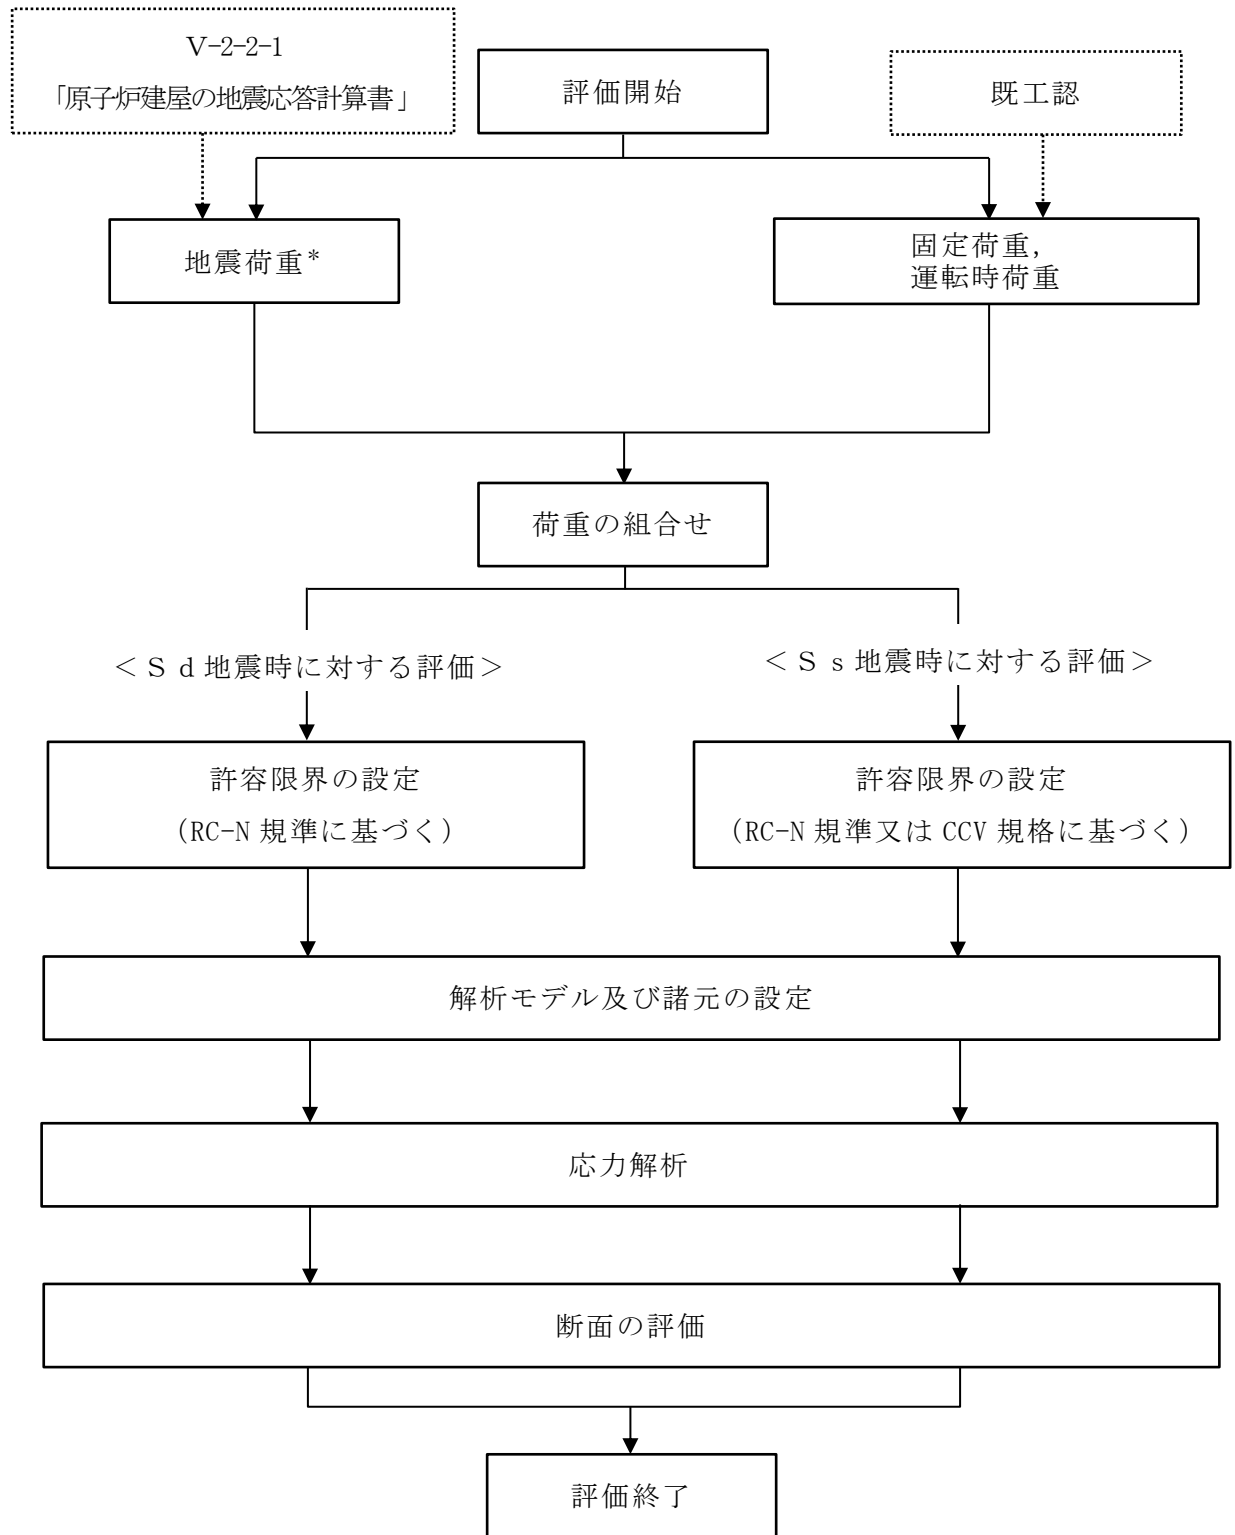 Ⅴ-2-2-1
「原子炉建屋の地震応答計算書」
評価開始
既工認
地震荷重*
固定荷重,
運転時荷重
荷重の組合せ
＜Ｓｄ地震時に対する評価＞
＜Ｓｓ地震時に対する評価＞
許容限界の設定
（RC-N 規準に基づく）
許容限界の設定
（RC-N 規準又は CCV 規格に基づく）
解析モデル及び諸元の設定
応力解析
断面の評価
評価終了